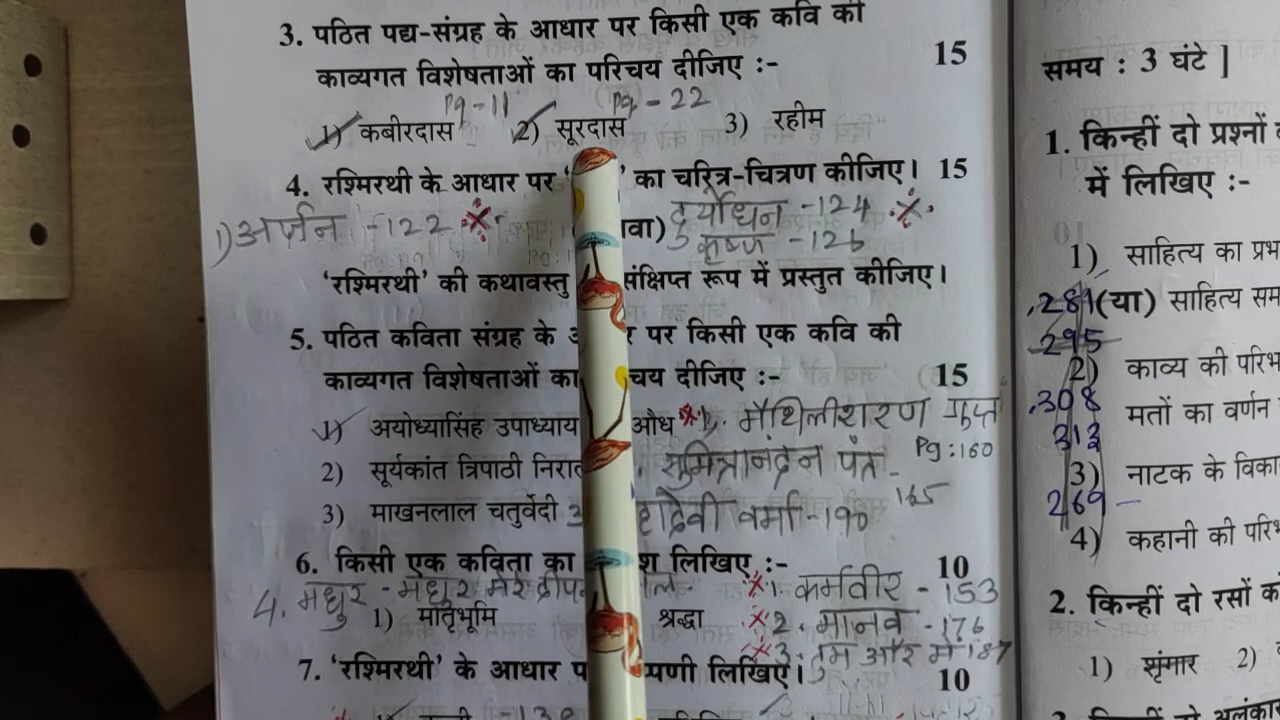 3. पठित पद्य-संग्रह के आधार पर किसी एक कवि की
काव्यगत विशेषताओं का परिचय दीजिए :- 15
Pg-11 Pg-22
1) कबीरदास 2) सूरदास 3) रहीम
4. रश्मिरथी के आधार पर ' ' का चरित्र-चित्रण कीजिए। 15
1) अर्जुन -122 वा) दुर्योधन -124
कृष्ण -126
'रश्मिरथी' की कथावस्तु संक्षिप्त रूप में प्रस्तुत कीजिए।
5. पठित कविता संग्रह के पर किसी एक कवि की
काव्यगत विशेषताओं का चय दीजिए :- 15
1) अयोध्यासिंह उपाध्याय औध 1. मैथिलीशरण गुप्त
Pg:160
2) सूर्यकांत त्रिपाठी सुमित्रानंदन पंत - 165
3) माखनलाल चतुर्वेदी वर्मा-190
6. किसी एक कविता का श लिखिए :- 10
4. मधुर - मधुर मेरे 1. कर्मवीर - 153
1) मातृभूमि श्रद्धा 2. मानव -176
3. तुम और मैं 187
7. 'रश्मिरथी' के आधार प पणी लिखिए। 10
-138
समय : 3 घंटे ]
1. किन्हीं दो प्रश्नों
में लिखिए :-
1) साहित्य का
281 (या) साहित्य
295
2) काव्य की
308 मतों का वर्णन
313
3) नाटक के
269
4) कहानी की
2. किन्हीं दो रसों
1) शृंगार 2)